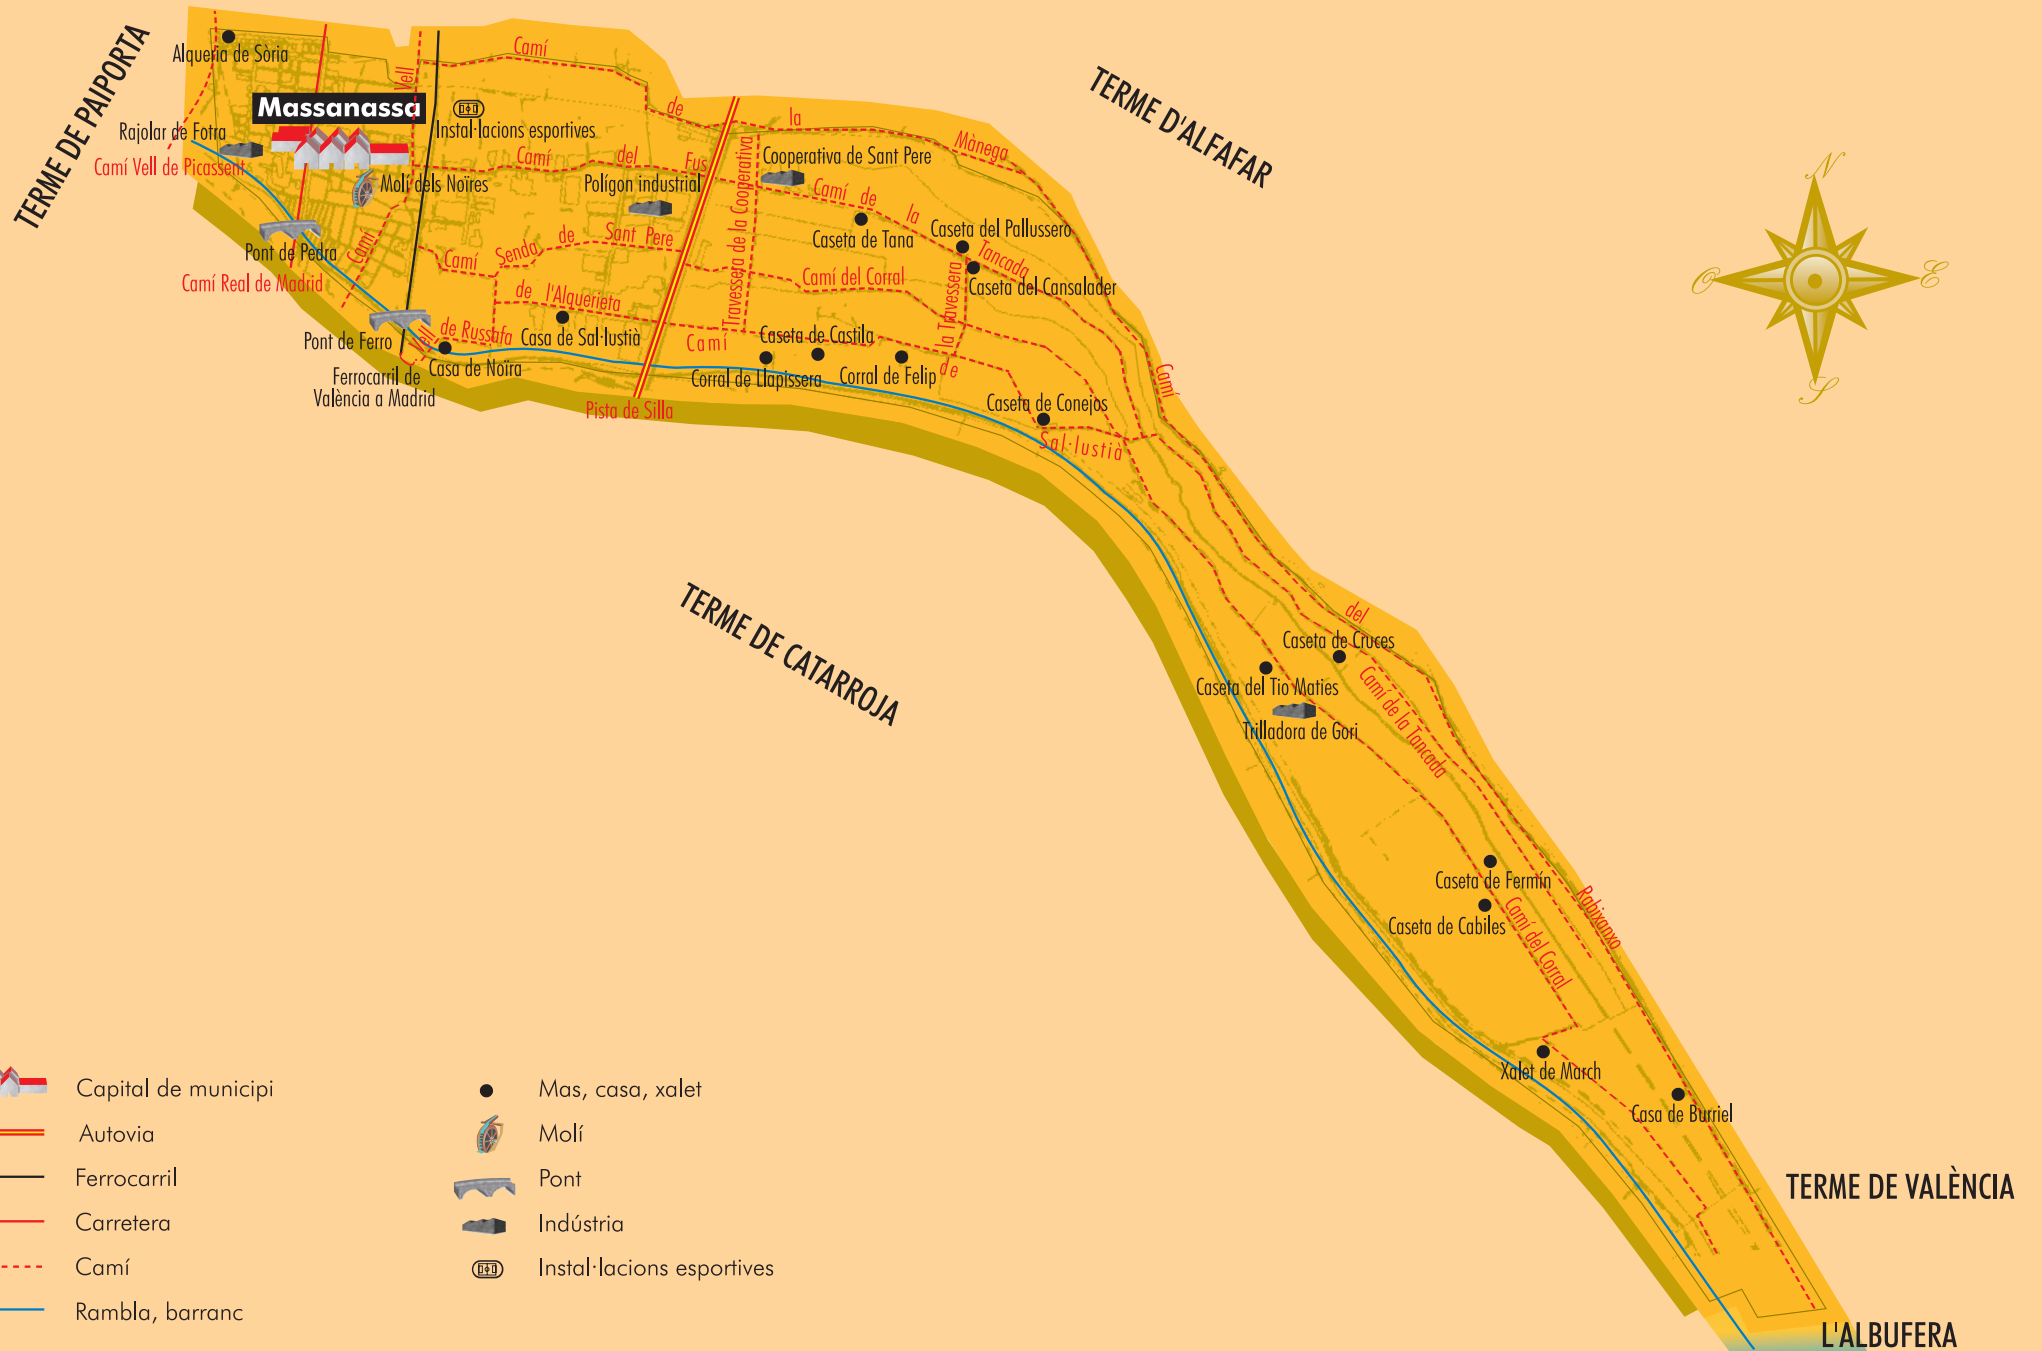 TERME DE PAIPORTA
Alqueria de Sòria
Massanassa
Rajolar de Fotra
Camí Vell de Picassent
Instal·lacions esportives
Molí dels Noïres
Pont de Pedra
Camí Real de Madrid
Camí
Vell
Pont de Ferro
Ferrocarril de
València a Madrid
C. Vell de Russafa
Casa de Noïra
Camí de la Mànega
Camí del Fus
Polígon industrial
Camí Senda de Sant Pere
de l'Alquerieta
Casa de Sal·lustià
Pista de Silla
Travessera de la Cooperativa
Cooperativa de Sant Pere
Camí de la Tancada
Caseta de Tana
Caseta del Pallussero
Caseta del Cansalader
Camí del Corral
la Travessera
Caseta de Castila
Camí de Sal·lustià
Corral de Llapissera
Corral de Felip
Caseta de Conejos
TERME D'ALFAFAR
N
O
E
S
Camí del Rabixanxo
TERME DE CATARROJA
Caseta de Cruces
Caseta del Tio Maties
Trilladora de Gori
Camí de la Tancada
Caseta de Fermín
Caseta de Cabiles
Camí del Corral
Xalet de March
Casa de Burriel
TERME DE VALÈNCIA
L'ALBUFERA
Capital de municipi
Autovia
Ferrocarril
Carretera
Camí
Rambla, barranc
Mas, casa, xalet
Molí
Pont
Indústria
Instal·lacions esportives